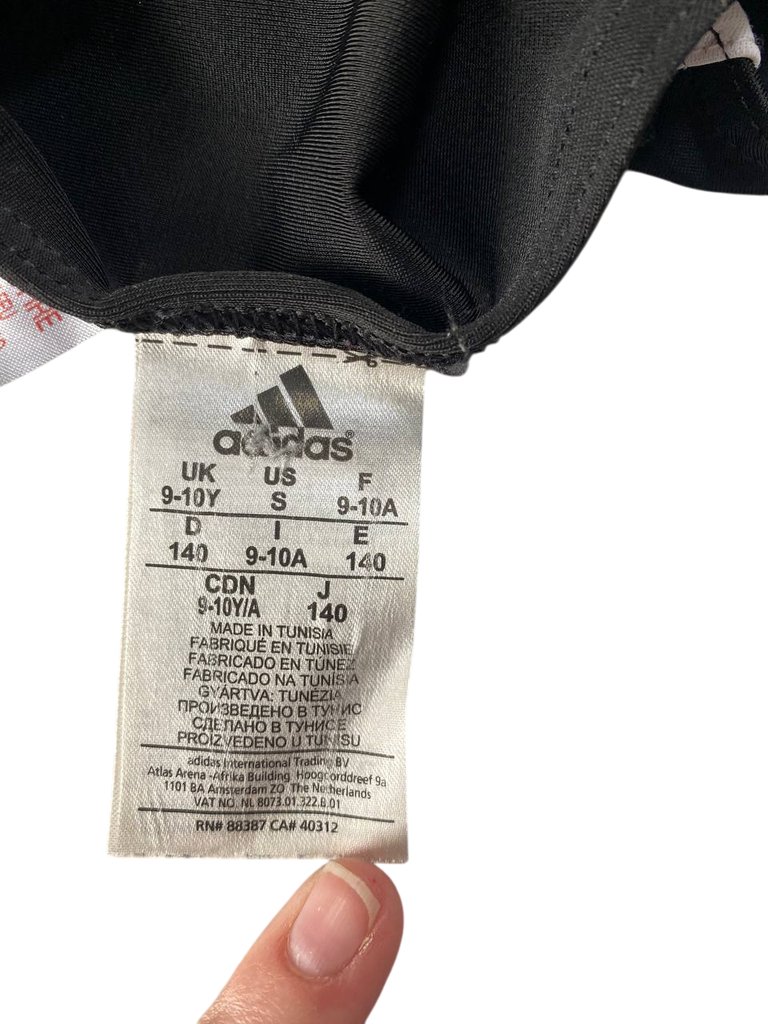 adidas®
UK US F
9-10Y S 9-10A
D I E
140 9-10A 140
CDN J
9-10Y/A 140
MADE IN TUNISIA
FABRIQUÉ EN TUNISIE
FABRICADO EN TÚNEZ
FABRICADO NA TUNÍSIA
GYÁRTVA: TUNÉZIA
ПРОИЗВЕДЕНО В ТУНИС
СДЕЛАНО В ТУНИСЕ
PROIZVEDENO U TUNISU
adidas International Trading BV
Atlas Arena -Afrika Building, Hoogoorddreef 9a
1101 BA Amsterdam ZO The Netherlands
VAT NO. NL 8073.01.322.B.01
RN# 88387 CA# 40312